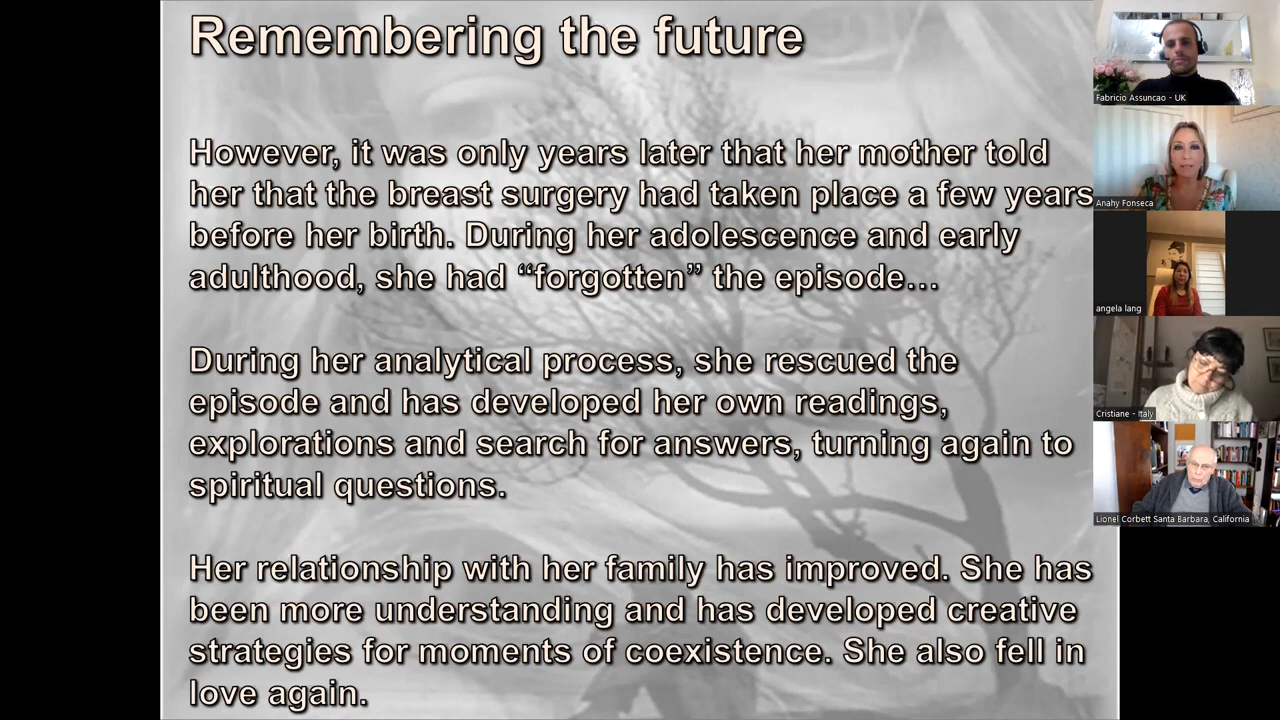 Remembering the future
However, it was only years later that her mother told
her that the breast surgery had taken place a few years
before her birth. During her adolescence and early
adulthood, she had “forgotten” the episode…
During her analytical process, she rescued the
episode and has developed her own readings,
explorations and search for answers, turning again to
spiritual questions.
Her relationship with her family has improved. She has
been more understanding and has developed creative
strategies for moments of coexistence. She also fell in
love again.
Fabricio Assuncao - UK
Anahy Fonseca
angela lang
Cristiane - Italy
Lionel Corbett Santa Barbara, California